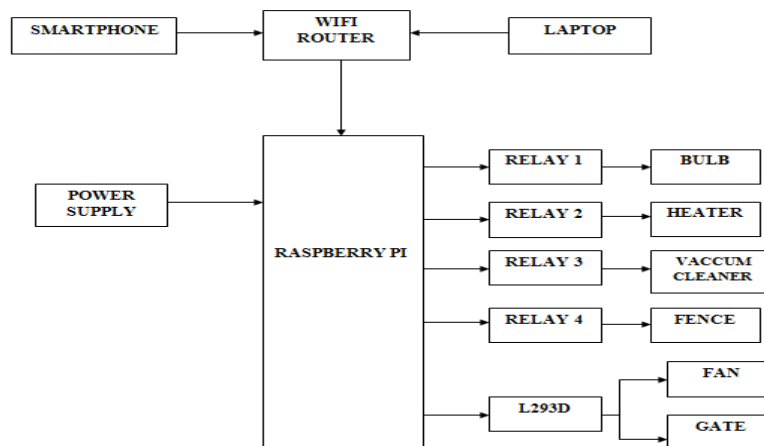 SMARTPHONE
WIFI
ROUTER
LAPTOP
POWER
SUPPLY
RASPBERRY PI
RELAY 1
BULB
RELAY 2
HEATER
RELAY 3
VACCUM
CLEANER
RELAY 4
FENCE
L293D
FAN
GATE